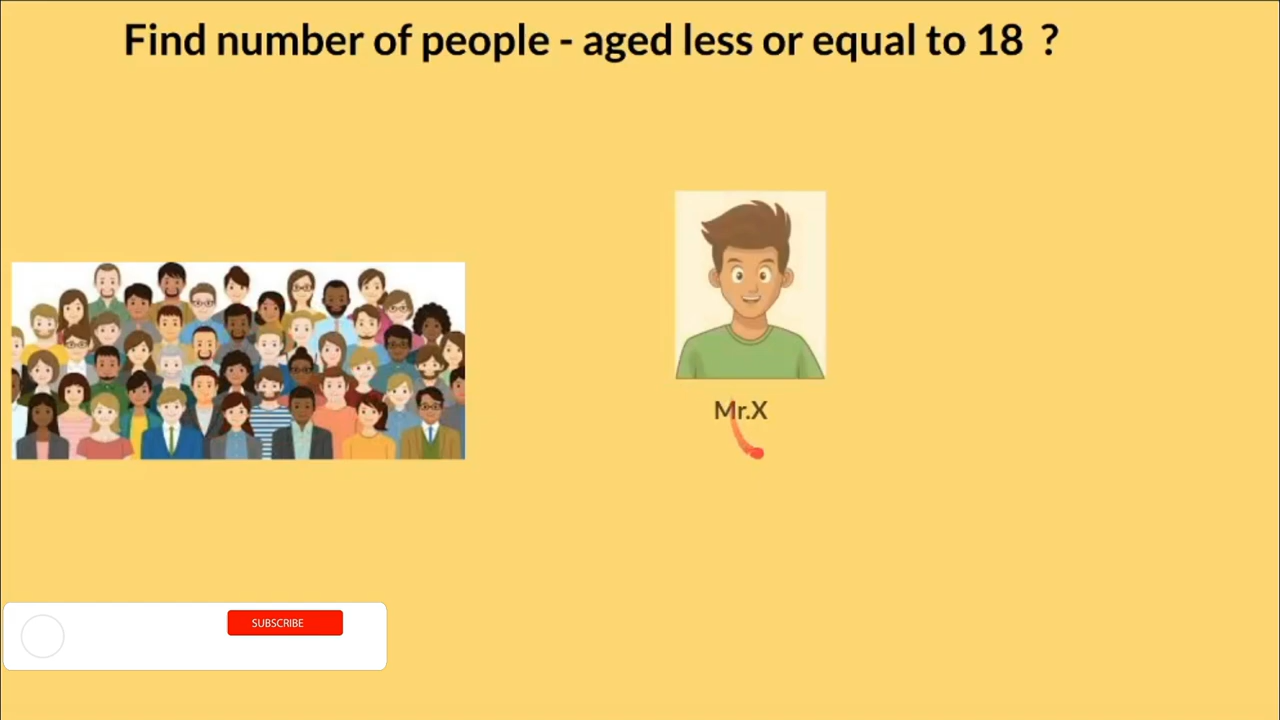 Find number of people - aged less or equal to 18 ?
Mr.X
SUBSCRIBE